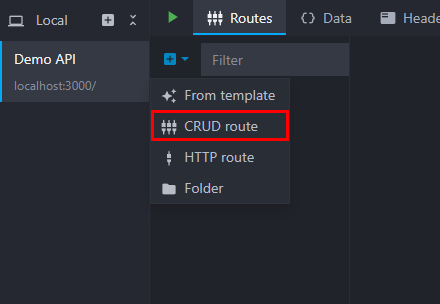 Local
Routes
Data
Heade
Demo API
localhost:3000/
Filter
From template
CRUD route
HTTP route
Folder